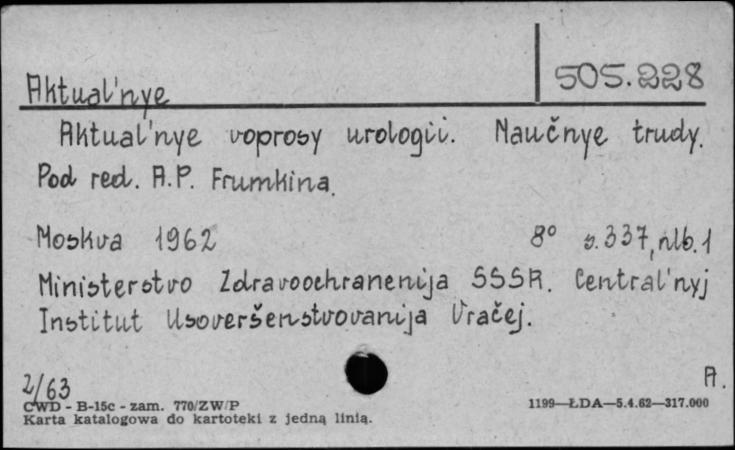 505.228
Aktual'nye
Aktual'nye voprosy urologii. Naučnye trudy.
Pod red. A.P. Frumkina.
Moskva 1962 8° s.337, nlb.1
Ministerstvo Zdravoochranenija SSSR. Central'nyj
Institut Usoveršenstvovanija Vračej.
A.
2/63
CWD - B-15c - zam. 770/ZW/P 1199—ŁDA—5.4.62—317.000
Karta katalogowa do kartoteki z jedną linią.